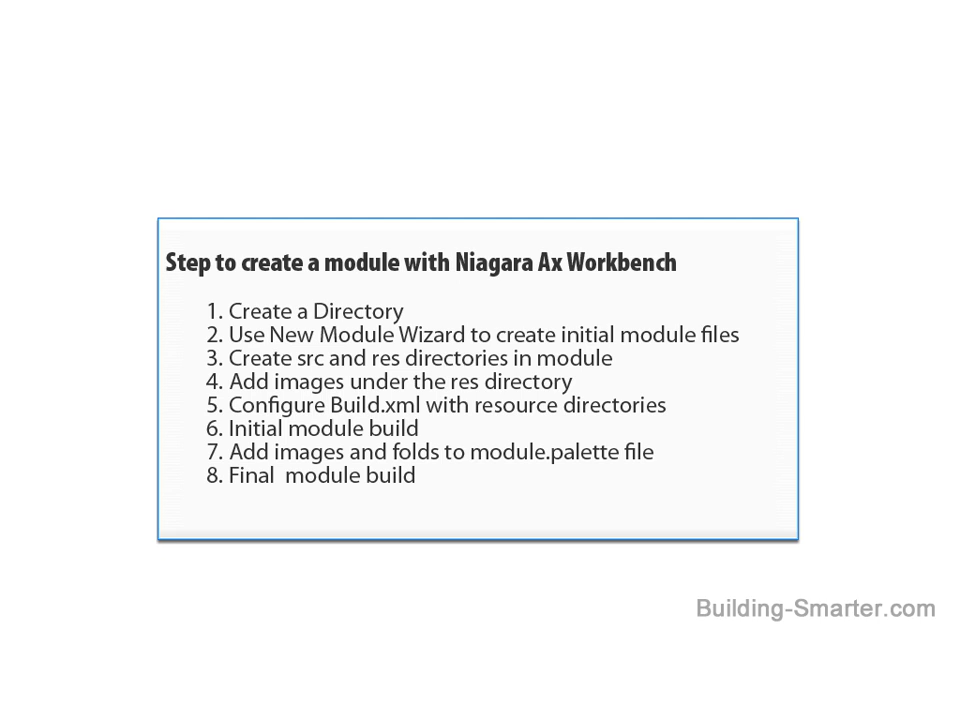 Step to create a module with Niagara Ax Workbench
1. Create a Directory
2. Use New Module Wizard to create initial module files
3. Create src and res directories in module
4. Add images under the res directory
5. Configure Build.xml with resource directories
6. Initial module build
7. Add images and folds to module.palette file
8. Final  module build
Building-Smarter.com